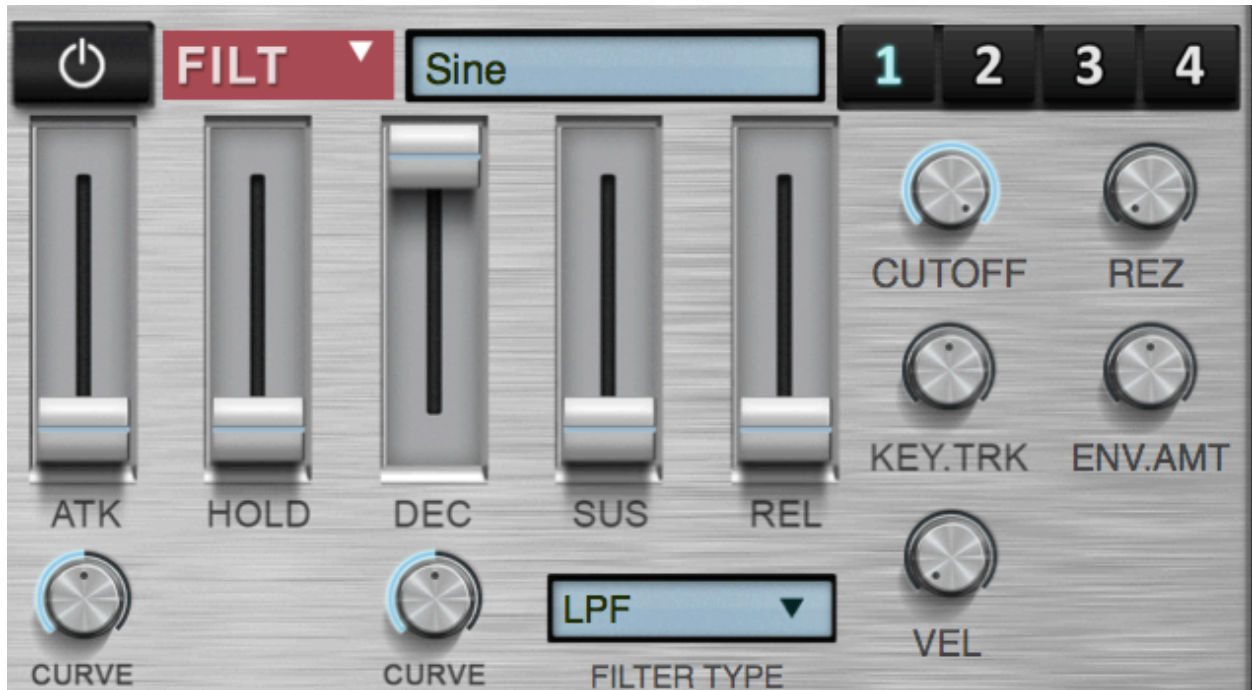 FILT
Sine
1 2 3 4
CUTOFF REZ
KEY.TRK ENV.AMT
ATK HOLD DEC SUS REL
LPF
VEL
CURVE CURVE FILTER TYPE